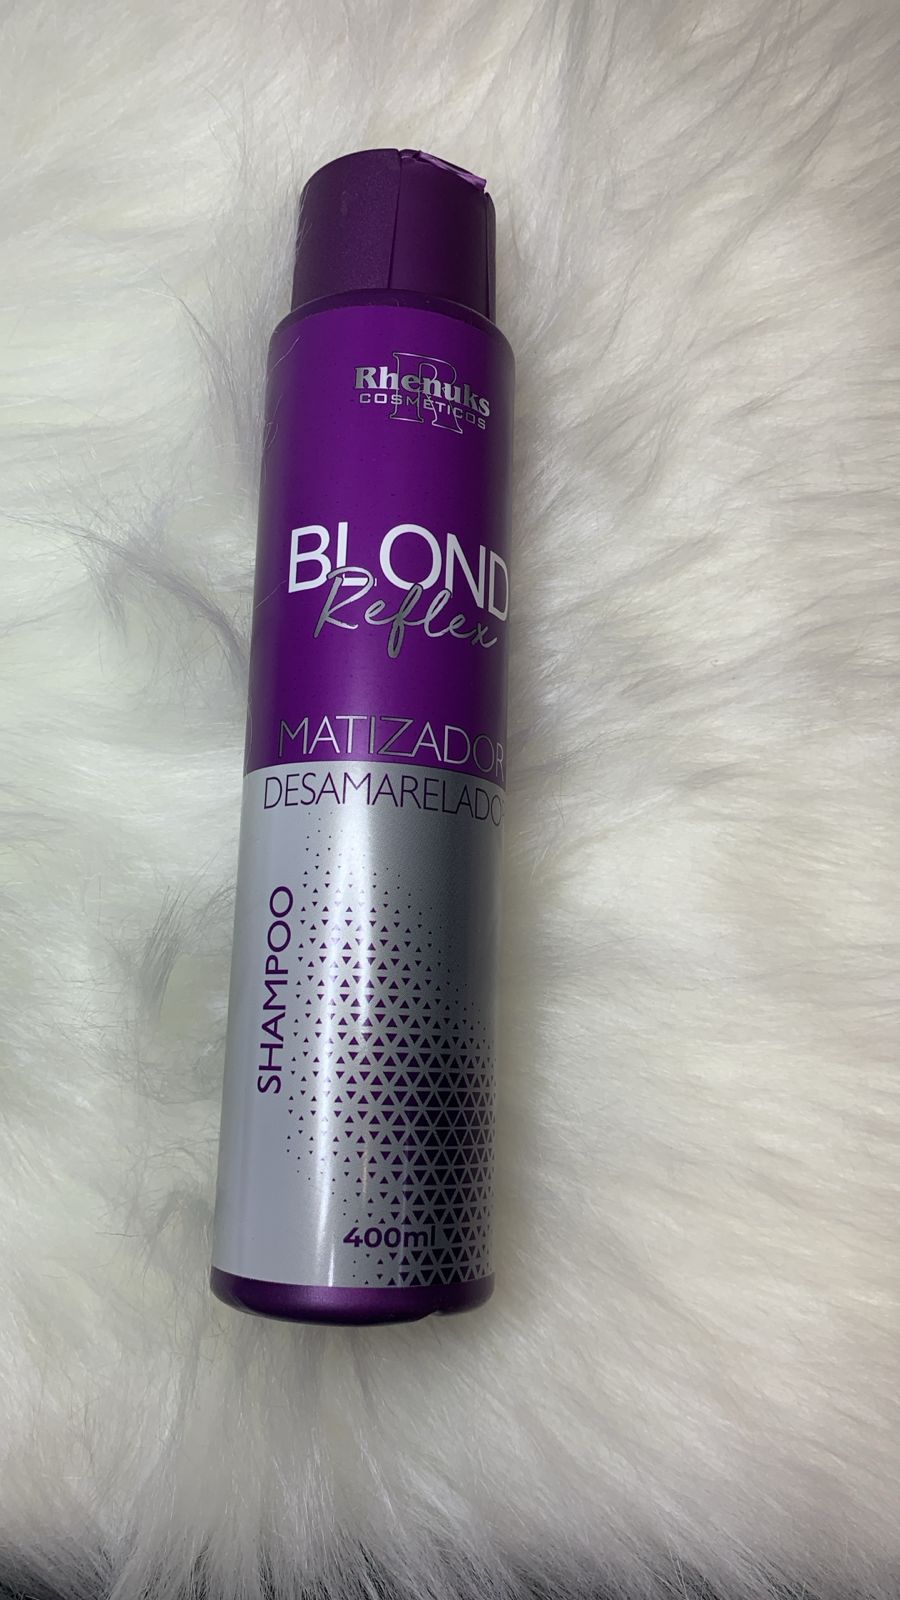 R
Rhenuks
COSMÉTICOS
BLOND
Reflex
MATIZADOR
DESAMARELADOR
SHAMPOO
400ml